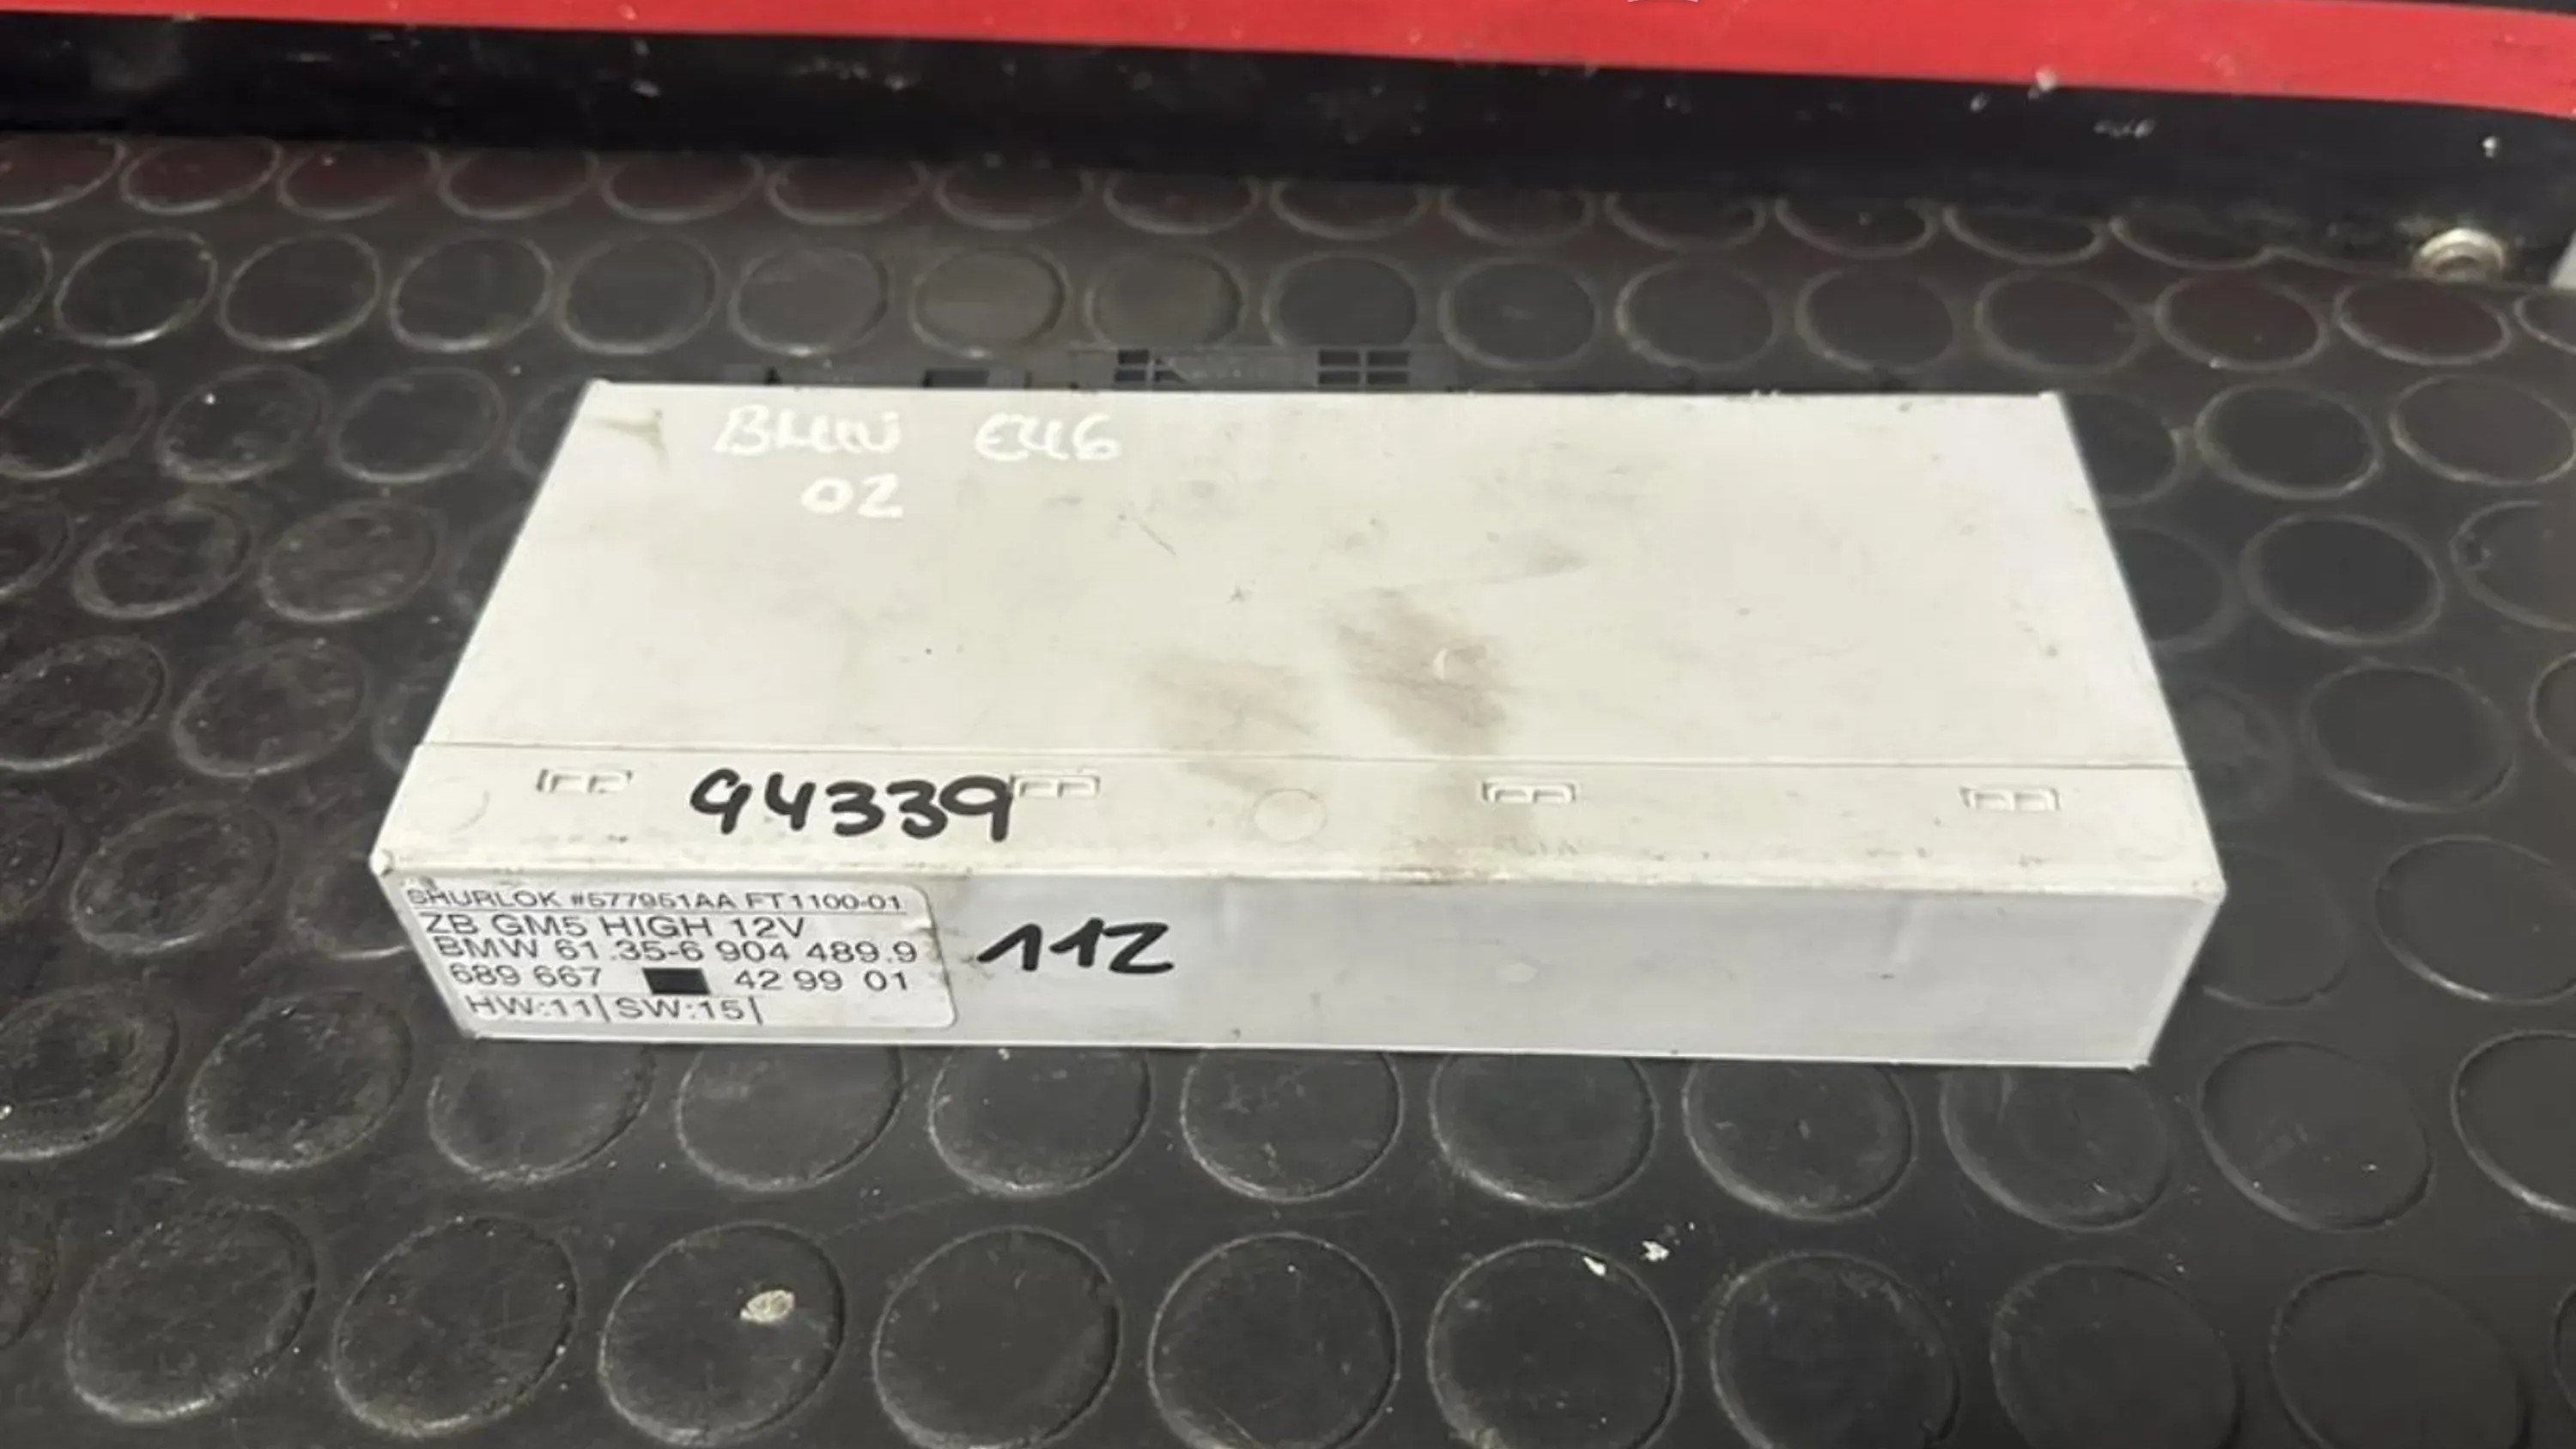 BMW E46
02
94339
SHURLOK #577951AA FT1100-01
ZB GM5 HIGH 12V
BMW 61.35-6 904 489.9
689 667 42 99 01
HW:11|SW:15|
112